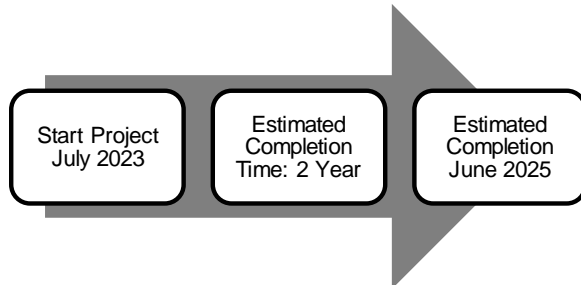 Start Project
July 2023
Estimated
Completion
Time: 2 Year
Estimated
Completion
June 2025